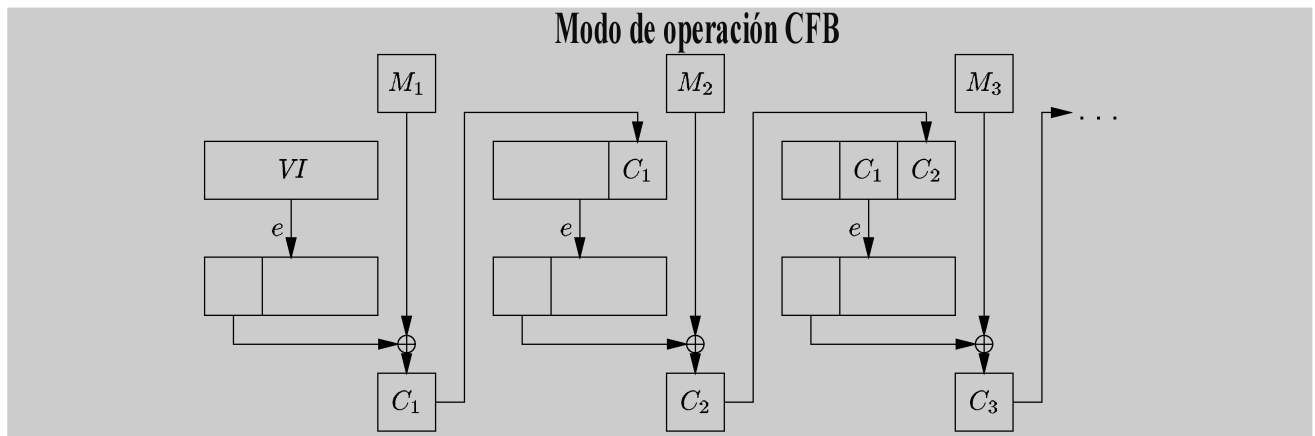 Modo de operación CFB
M₁ M₂ M₃
. . .
VI C₁ C₁ C₂
e e e
C₁ C₂ C₃